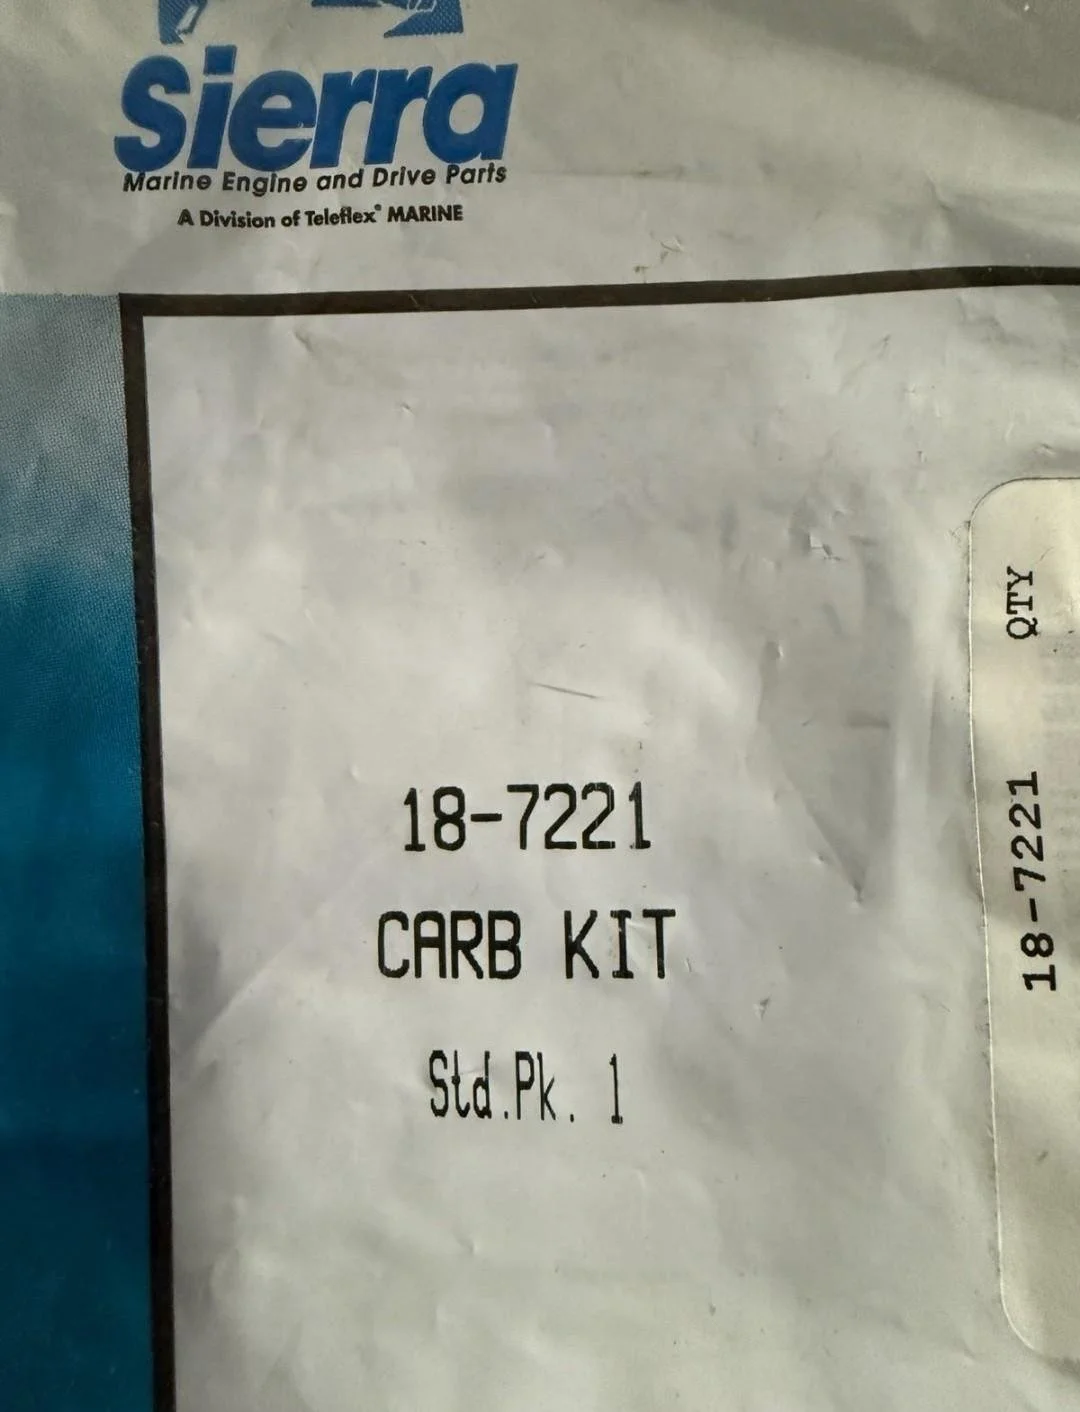 Sierra
Marine Engine and Drive Parts
A Division of Teleflex® MARINE
18-7221
CARB KIT
Std.Pk. 1
18-7221 QTY